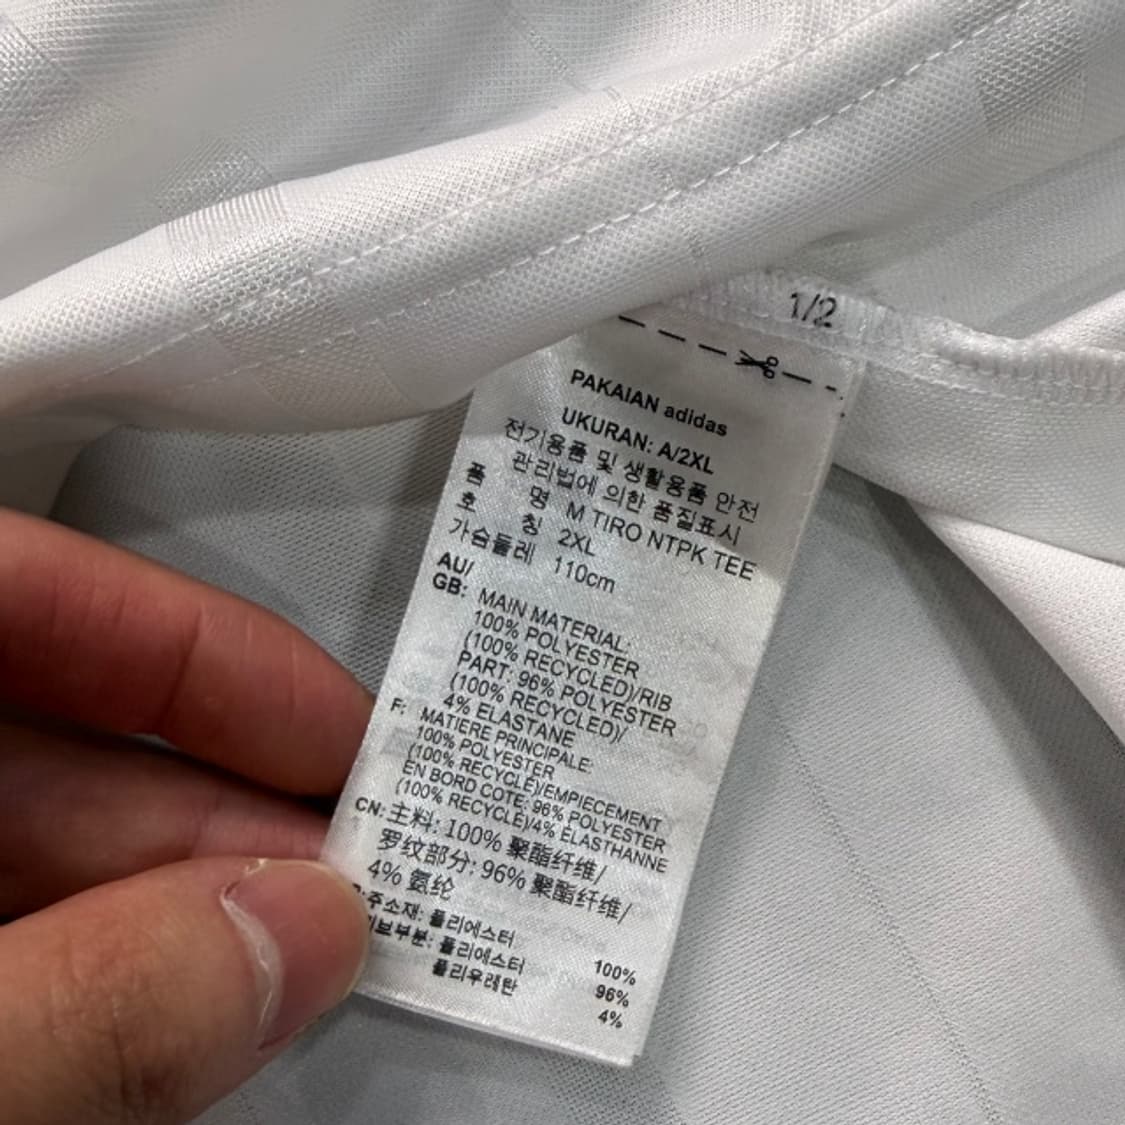 1/2
PAKAIAN adidas
UKURAN: A/2XL
전기용품 및 생활용품 안전
관리법에 의한 품질표시
품 명 M TIRO NTPK TEE
호 칭 2XL
가슴둘레 110cm
AU/
GB: MAIN MATERIAL:
100% POLYESTER
(100% RECYCLED)/RIB
PART: 96% POLYESTER
(100% RECYCLED)/
4% ELASTANE
F: MATIERE PRINCIPALE:
100% POLYESTER
(100% RECYCLÉ)/EMPIECEMENT
EN BORD COTE: 96% POLYESTER
(100% RECYCLÉ)/4% ELASTHANNE
CN: 主料: 100% 聚酯纤维/
罗纹部分: 96% 聚酯纤维/
4% 氨纶
주소재: 폴리에스터 100%
브부분: 폴리에스터 96%
폴리우레탄 4%